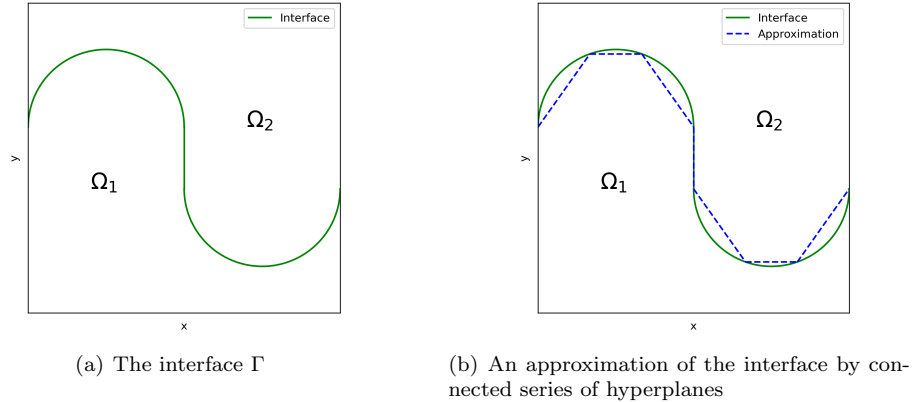 Interface
Ω2
Ω1
y
x
(a) The interface Γ
Interface
Approximation
Ω2
Ω1
y
x
(b) An approximation of the interface by con-
nected series of hyperplanes